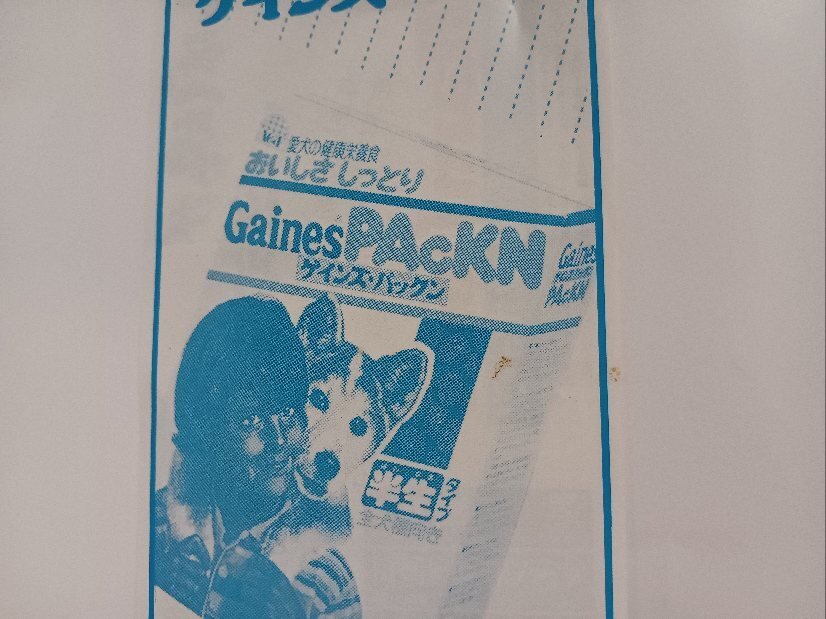 ゲインズ
愛犬の健康栄養食
おいしさ しっとり
Gaines PAcKN
ゲインズ・パックン
Gaines
PAcKN
半生
タイプ
全犬種向き